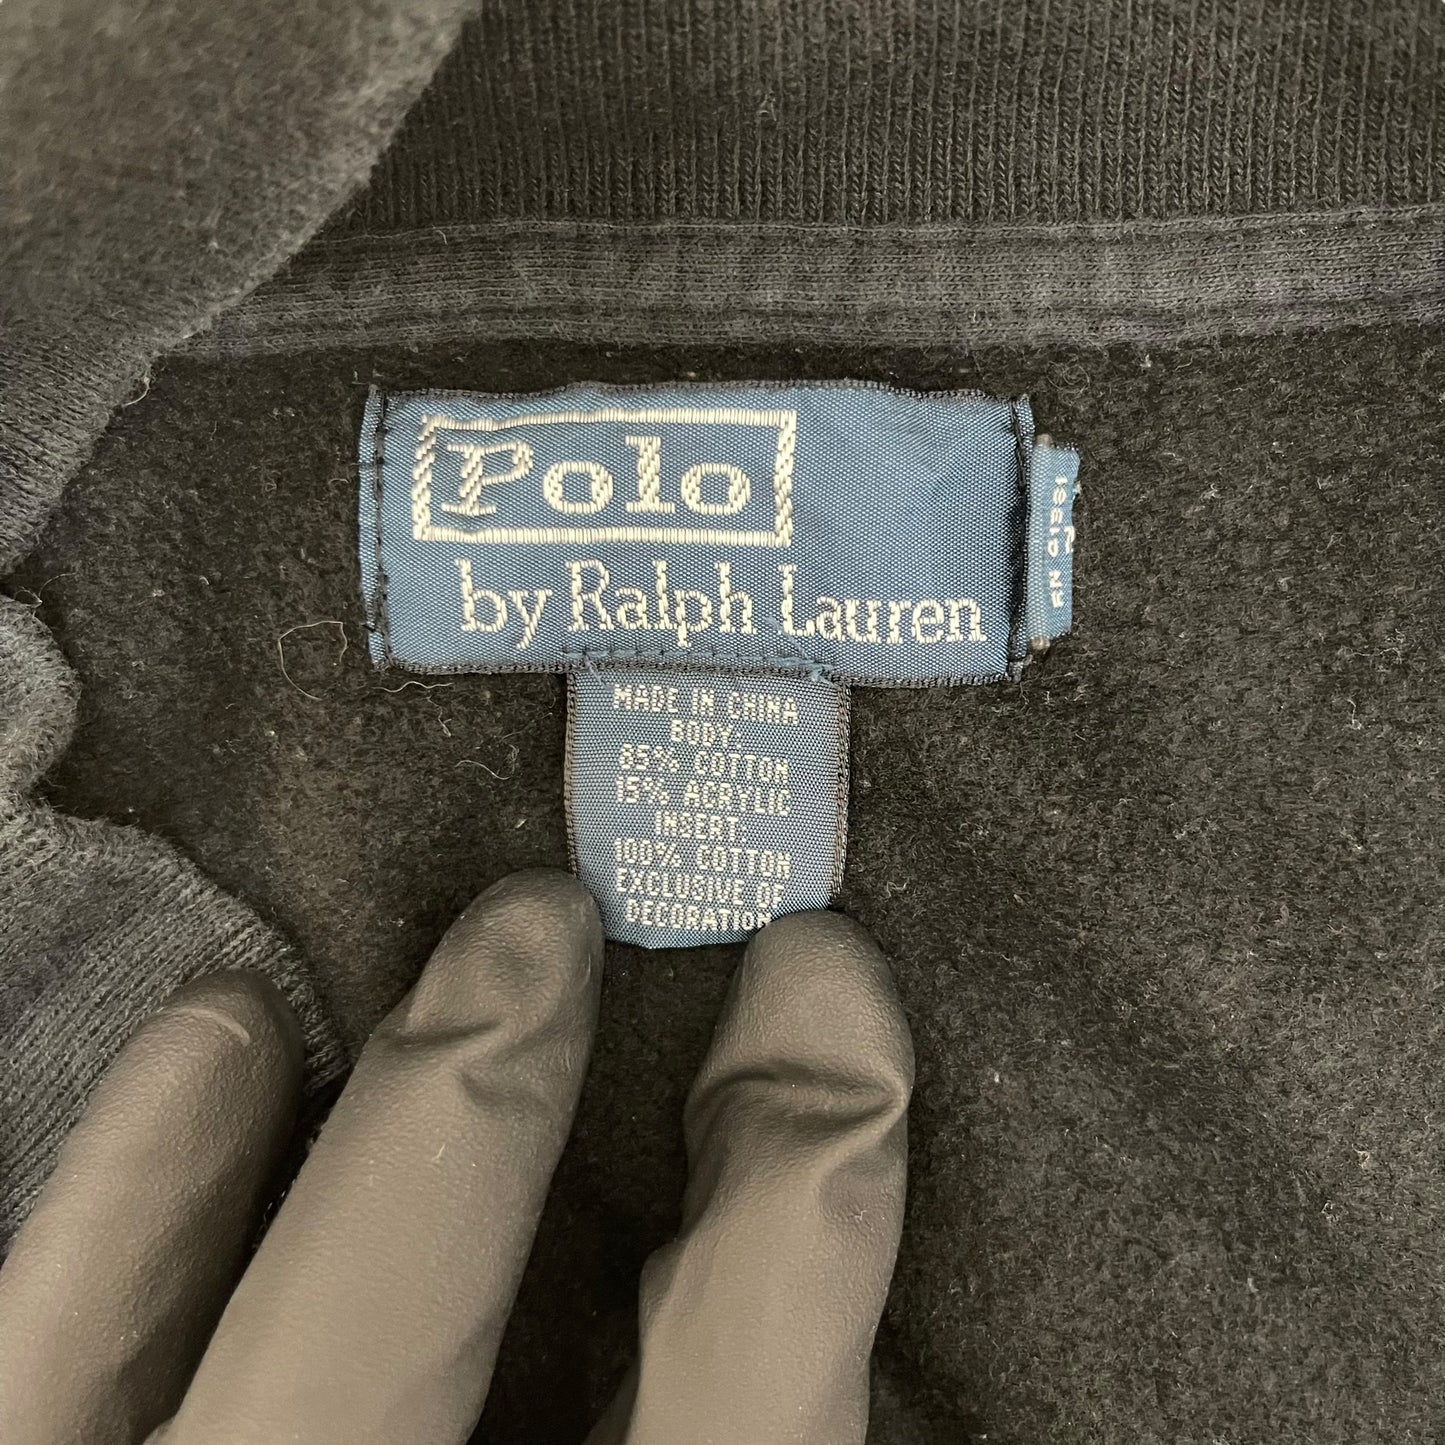 Polo
by Ralph Lauren
MADE IN CHINA
BODY
85% COTTON
15% ACRYLIC
INSERT:
100% COTTON
EXCLUSIVE OF
DECORATION